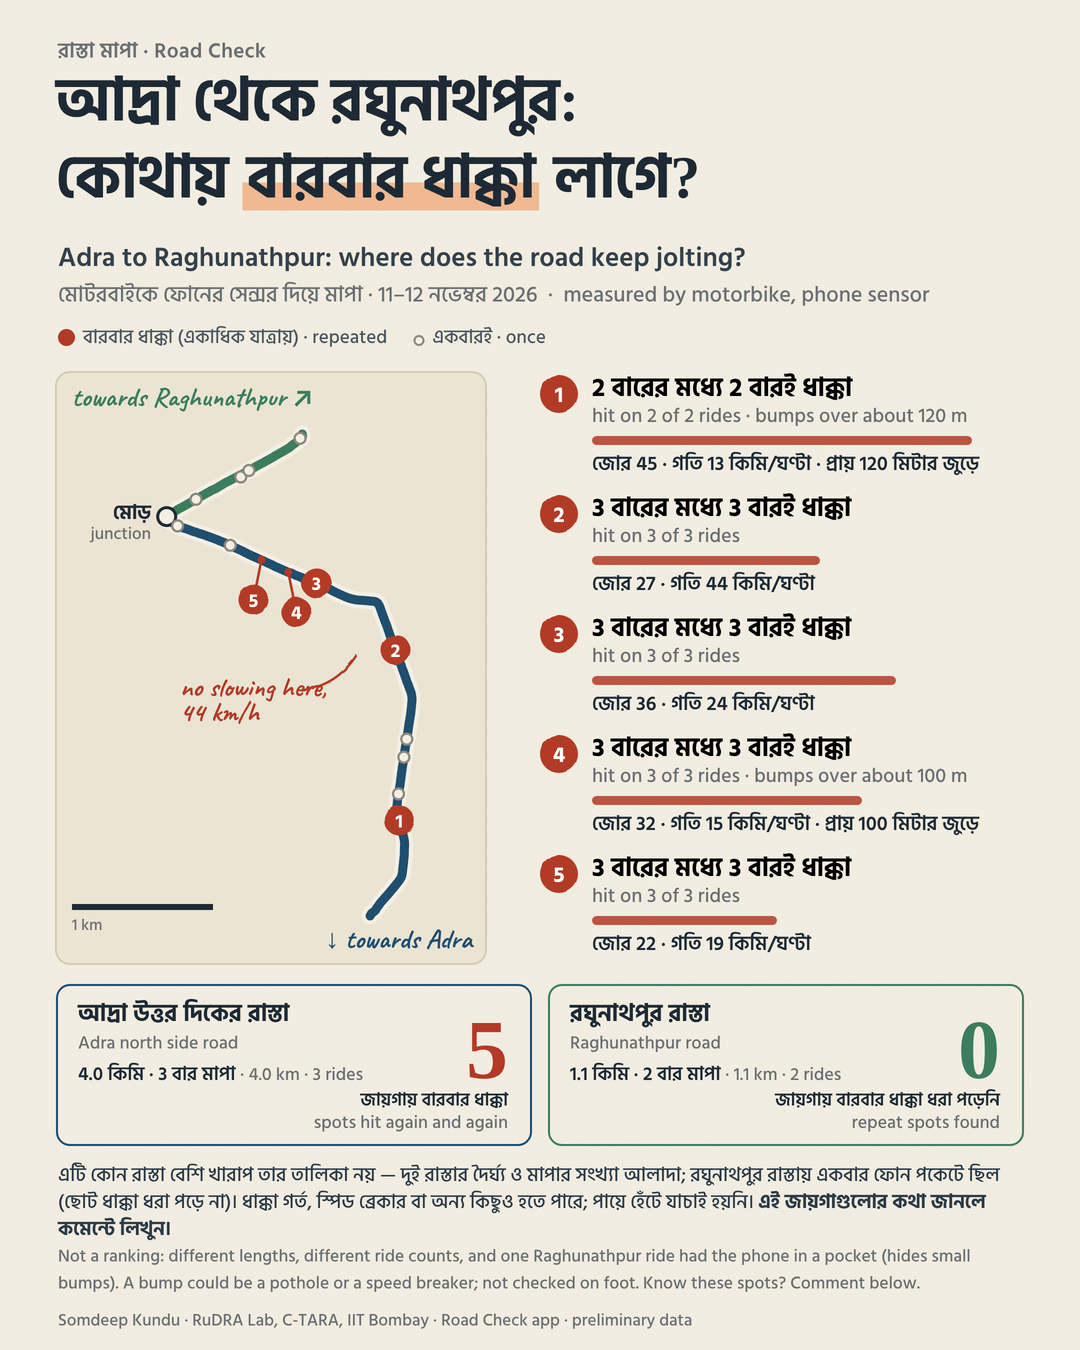 রাস্তা মাপা · Road Check
আদ্রা থেকে রঘুনাথপুর:
কোথায় বারবার ধাক্কা লাগে?
Adra to Raghunathpur: where does the road keep jolting?
মোটরবাইকে ফোনের সেন্সর দিয়ে মাপা · 11–12 নভেম্বর 2026 · measured by motorbike, phone sensor
বারবার ধাক্কা (একাধিক যাত্রায়) · repeated
একবারই · once
towards Raghunathpur ↗
মোড়
junction
5
4
3
2
no slowing here,
44 km/h
1
1 km
↓ towards Adra
1
2 বারের মধ্যে 2 বারই ধাক্কা
hit on 2 of 2 rides · bumps over about 120 m
জোর 45 · গতি 13 কিমি/ঘণ্টা · প্রায় 120 মিটার জুড়ে
2
3 বারের মধ্যে 3 বারই ধাক্কা
hit on 3 of 3 rides
জোর 27 · গতি 44 কিমি/ঘণ্টা
3
3 বারের মধ্যে 3 বারই ধাক্কা
hit on 3 of 3 rides
জোর 36 · গতি 24 কিমি/ঘণ্টা
4
3 বারের মধ্যে 3 বারই ধাক্কা
hit on 3 of 3 rides · bumps over about 100 m
জোর 32 · গতি 15 কিমি/ঘণ্টা · প্রায় 100 মিটার জুড়ে
5
3 বারের মধ্যে 3 বারই ধাক্কা
hit on 3 of 3 rides
জোর 22 · গতি 19 কিমি/ঘণ্টা
আদ্রা উত্তর দিকের রাস্তা
Adra north side road
4.0 কিমি · 3 বার মাপা · 4.0 km · 3 rides
5
জায়গায় বারবার ধাক্কা
spots hit again and again
রঘুনাথপুর রাস্তা
Raghunathpur road
1.1 কিমি · 2 বার মাপা · 1.1 km · 2 rides
0
জায়গায় বারবার ধাক্কা ধরা পড়েনি
repeat spots found
এটি কোন রাস্তা বেশি খারাপ তার তালিকা নয় — দুই রাস্তার দৈর্ঘ্য ও মাপার সংখ্যা আলাদা; রঘুনাথপুর রাস্তায় একবার ফোন পকেটে ছিল
(ছোট ধাক্কা ধরা পড়ে না)। ধাক্কা গর্ত, স্পিড ব্রেকার বা অন্য কিছুও হতে পারে; পায়ে হেঁটে যাচাই হয়নি। এই জায়গাগুলোর কথা জানলে
কমেন্টে লিখুন।
Not a ranking: different lengths, different ride counts, and one Raghunathpur ride had the phone in a pocket (hides small
bumps). A bump could be a pothole or a speed breaker; not checked on foot. Know these spots? Comment below.
Somdeep Kundu · RuDRA Lab, C-TARA, IIT Bombay · Road Check app · preliminary data